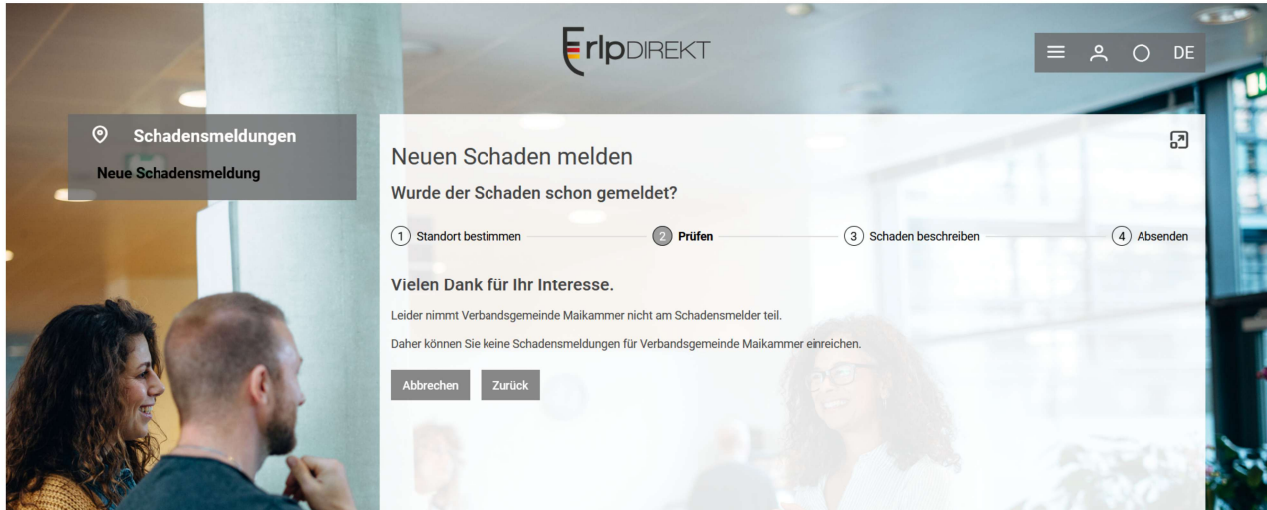 rlpDIREKT
DE
Schadensmeldungen
Neue Schadensmeldung
Neuen Schaden melden
Wurde der Schaden schon gemeldet?
1 Standort bestimmen
2 Prüfen
3 Schaden beschreiben
4 Absenden
Vielen Dank für Ihr Interesse.
Leider nimmt Verbandsgemeinde Maikammer nicht am Schadensmelder teil.
Daher können Sie keine Schadensmeldungen für Verbandsgemeinde Maikammer einreichen.
Abbrechen
Zurück